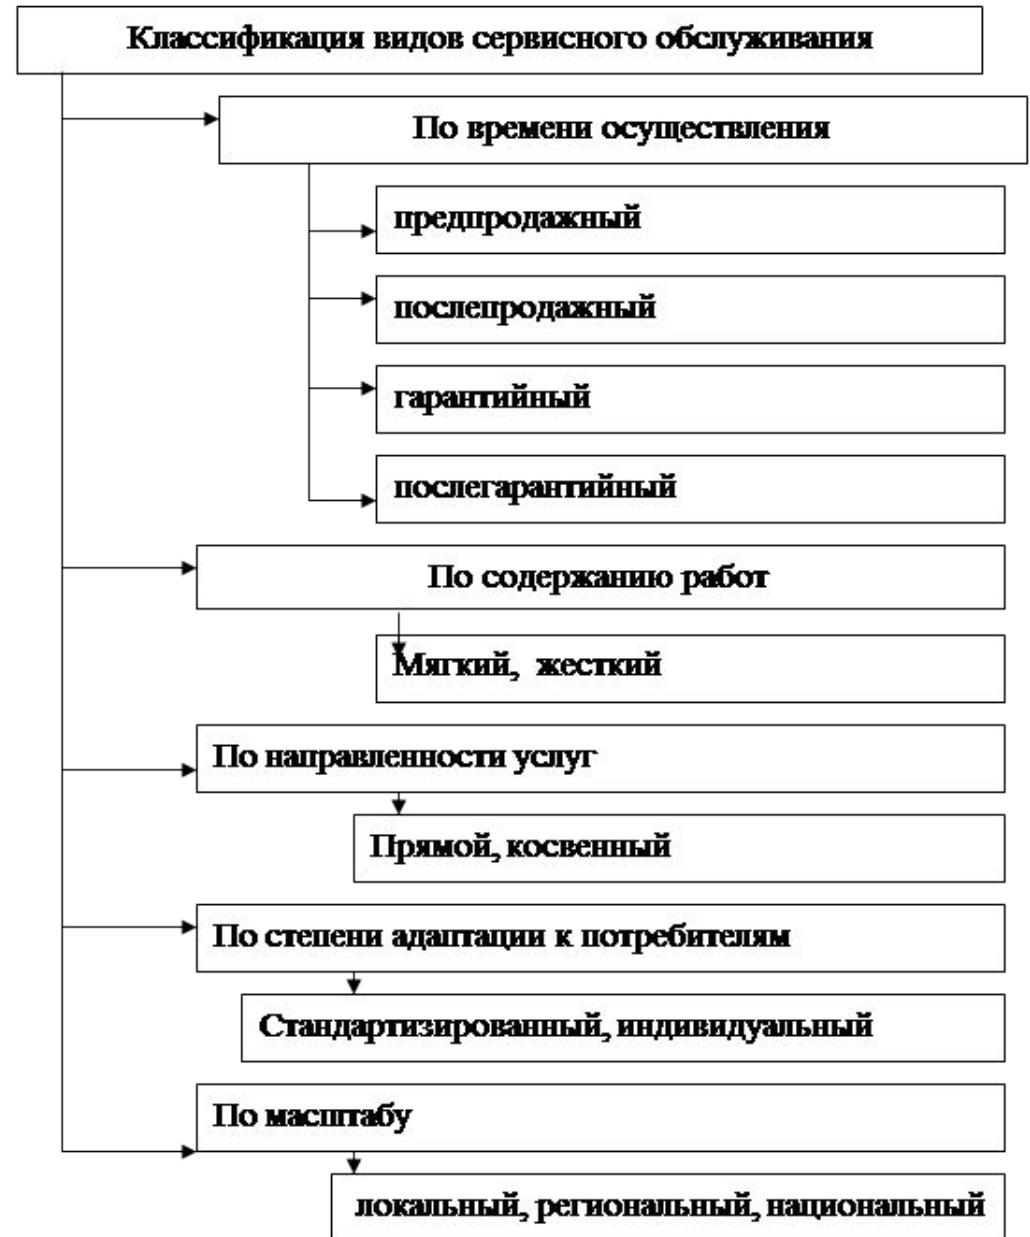 Классификация видов сервисного обслуживания
По времени осуществления
предпродажный
послепродажный
гарантийный
послегарантийный
По содержанию работ
Мягкий, жесткий
По направленности услуг
Прямой, косвенный
По степени адаптации к потребителям
Стандартизированный, индивидуальный
По масштабу
локальный, региональный, национальный